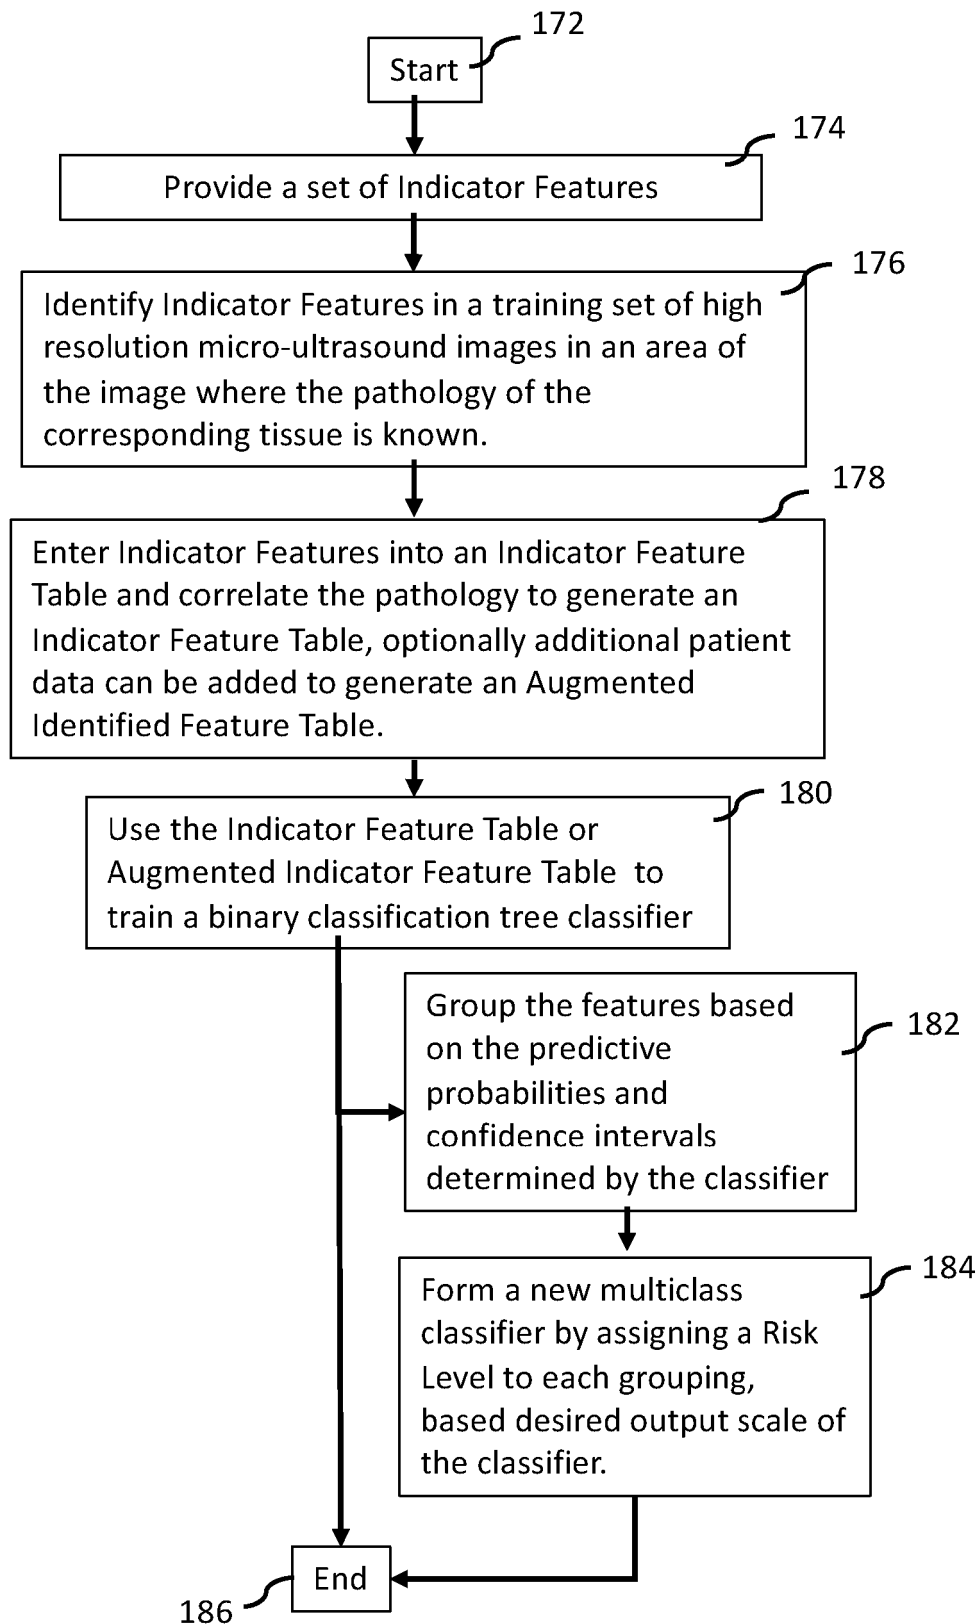 172
Start
174
Provide a set of Indicator Features
176
Identify Indicator Features in a training set of high
resolution micro-ultrasound images in an area of
the image where the pathology of the
corresponding tissue is known.
178
Enter Indicator Features into an Indicator Feature
Table and correlate the pathology to generate an
Indicator Feature Table, optionally additional patient
data can be added to generate an Augmented
Identified Feature Table.
180
Use the Indicator Feature Table or
Augmented Indicator Feature Table to
train a binary classification tree classifier
182
Group the features based
on the predictive
probabilities and
confidence intervals
determined by the classifier
184
Form a new multiclass
classifier by assigning a Risk
Level to each grouping,
based desired output scale of
the classifier.
End
186